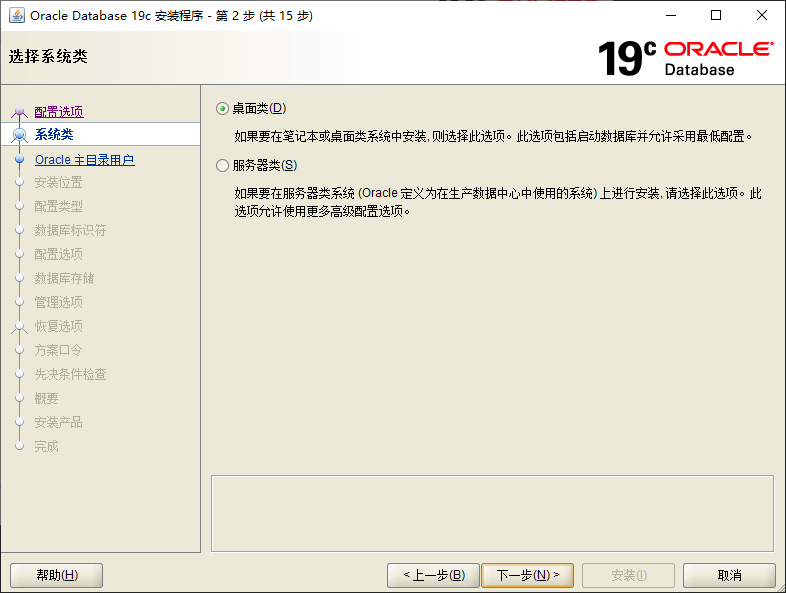 Oracle Database 19c 安装程序 - 第 2 步 (共 15 步)
选择系统类
19c ORACLE
Database
配置选项
系统类
Oracle 主目录用户
安装位置
配置类型
数据库标识符
配置选项
数据库存储
管理选项
恢复选项
方案口令
先决条件检查
概要
安装产品
完成
桌面类(D)
如果要在笔记本或桌面类系统中安装, 则选择此选项。此选项包括启动数据库并允许采用最低配置。
服务器类(S)
如果要在服务器类系统 (Oracle 定义为在生产数据中心中使用的系统) 上进行安装, 请选择此选项。此
选项允许使用更多高级配置选项。
帮助(H)
< 上一步(B)
下一步(N) >
安装(I)
取消